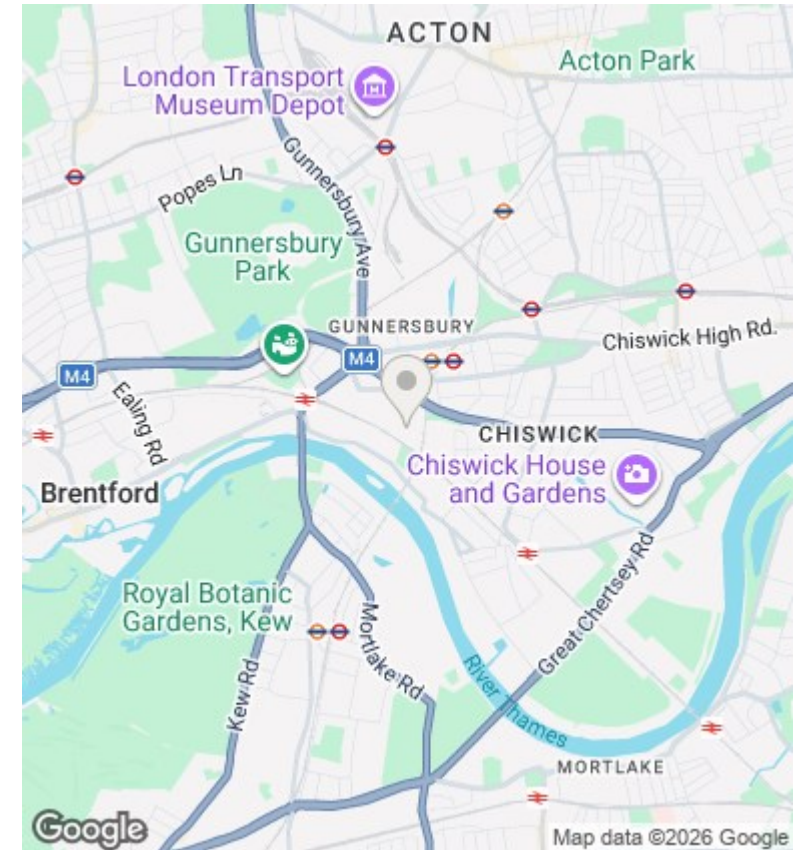 ACTON
Acton Park
London Transport
Museum Depot
Gunnersbury Ave
Popes Ln
Gunnersbury
Park
GUNNERSBURY
Chiswick High Rd.
M4
M4
Ealing Rd
CHISWICK
Chiswick House
and Gardens
Brentford
Royal Botanic
Gardens, Kew
Great Chertsey Rd
Mortlake Rd
Kew Rd
River Thames
MORTLAKE
Google
Map data ©2026 Google